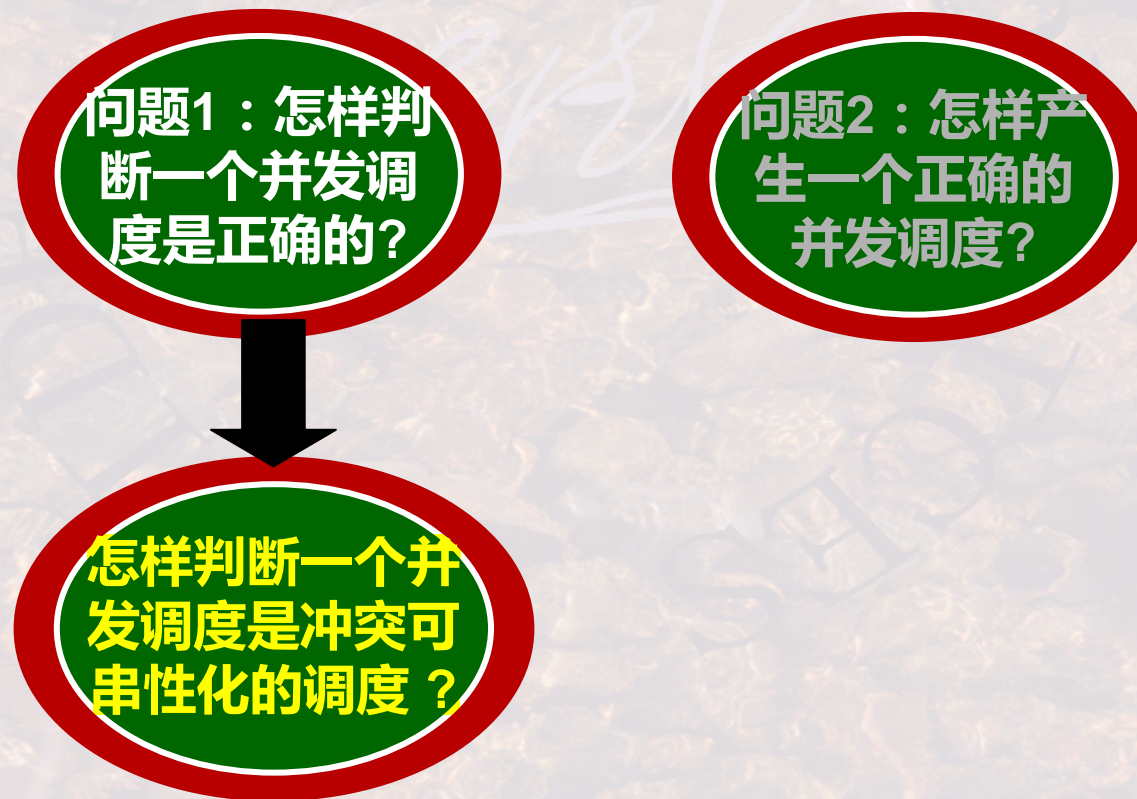 问题1：怎样判
断一个并发调
度是正确的?
问题2：怎样产
生一个正确的
并发调度?
怎样判断一个并
发调度是冲突可
串性化的调度？